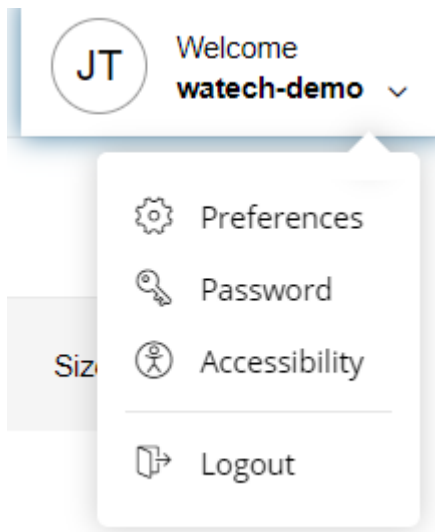 JT
Welcome
watech-demo
Preferences
Password
Accessibility
Logout